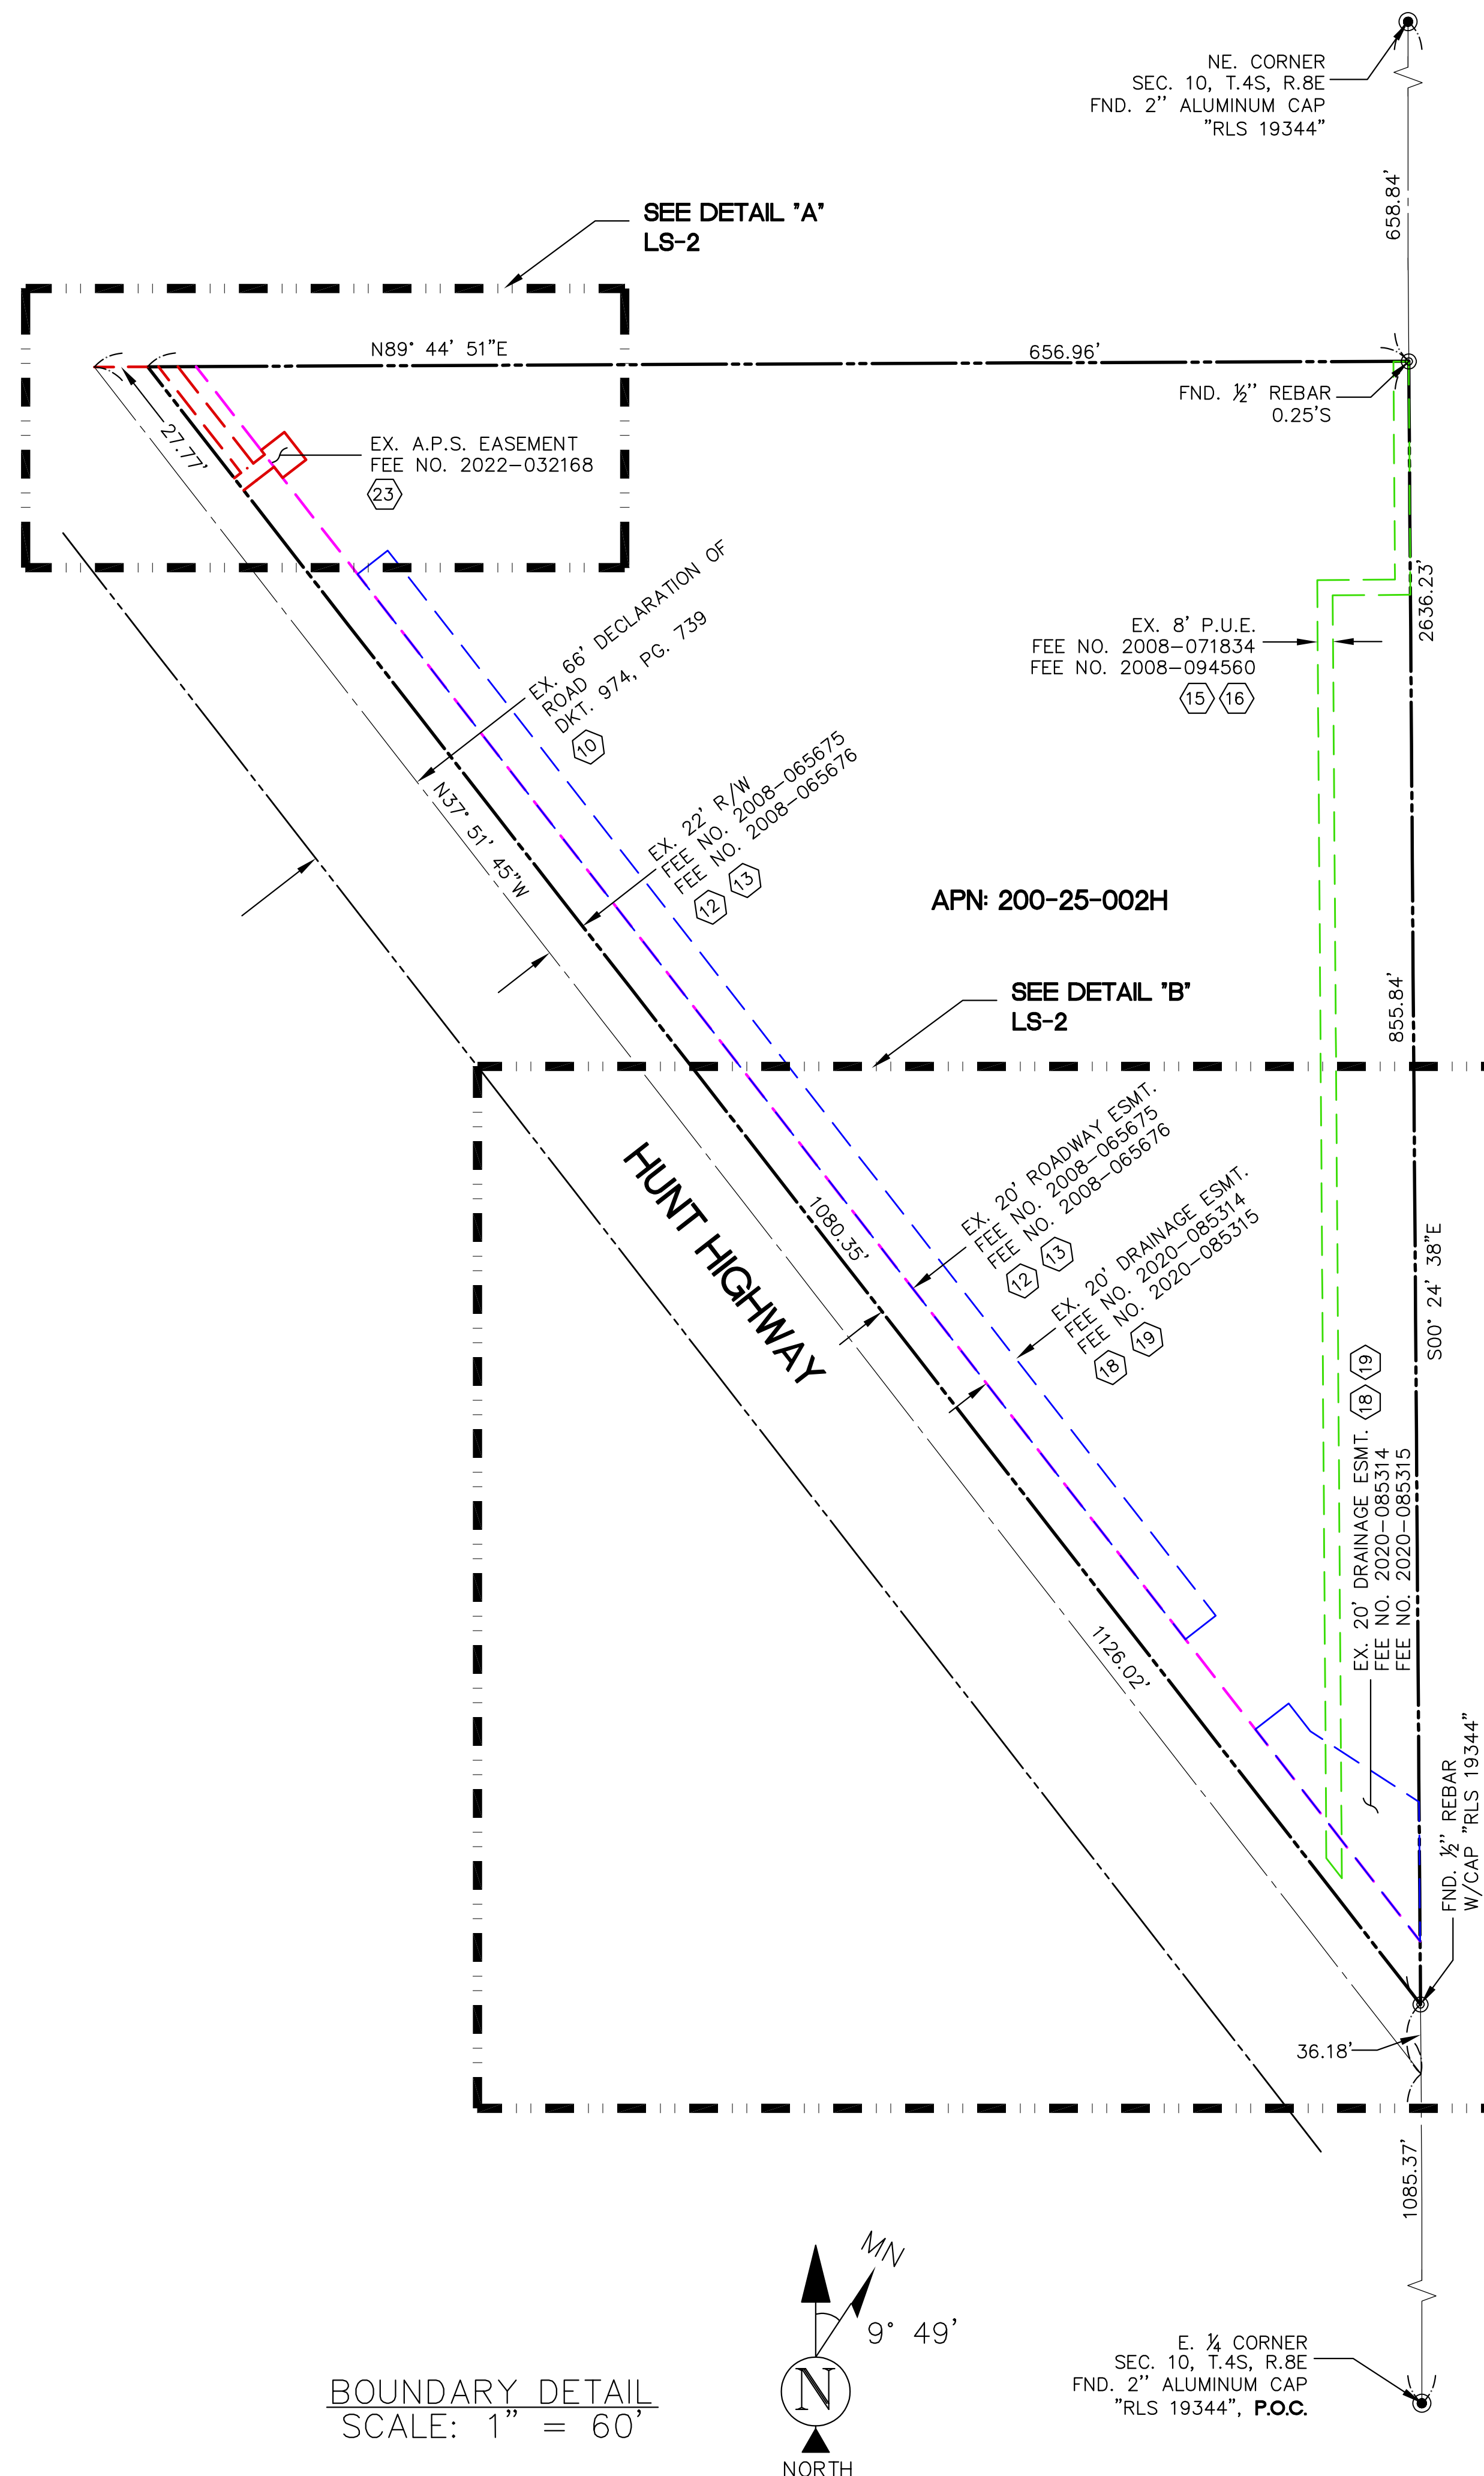 NE. CORNER
SEC. 10, T.4S, R.8E
FND. 2'' ALUMINUM CAP
"RLS 19344"
658.84'
SEE DETAIL "A"
LS-2
N89° 44' 51"E
656.96'
FND. ½'' REBAR
0.25'S
27.77'
EX. A.P.S. EASEMENT
FEE NO. 2022-032168
23
2636.23'
EX. 66' DECLARATION OF
ROAD
DKT. 974, PG. 739
10
EX. 8' P.U.E.
FEE NO. 2008-071834
FEE NO. 2008-094560
15 16
N37° 51' 45"W
EX. 22' R/W
FEE NO. 2008-065675
FEE NO. 2008-065676
12 13
APN: 200-25-002H
SEE DETAIL "B"
LS-2
855.84'
HUNT HIGHWAY
1080.35'
EX. 20' ROADWAY ESMT.
FEE NO. 2008-065675
FEE NO. 2008-065676
12 13
EX. 20' DRAINAGE ESMT.
FEE NO. 2020-085314
FEE NO. 2020-085315
18 19
S00° 24' 38"E
EX. 20' DRAINAGE ESMT. 18 19
FEE NO. 2020-085314
FEE NO. 2020-085315
1126.02'
FND. ½'' REBAR
W/CAP "RLS 19344"
36.18'
1085.37'
MN
9° 49'
N
NORTH
BOUNDARY DETAIL
SCALE: 1" = 60'
E. ¼ CORNER
SEC. 10, T.4S, R.8E
FND. 2'' ALUMINUM CAP
"RLS 19344", P.O.C.